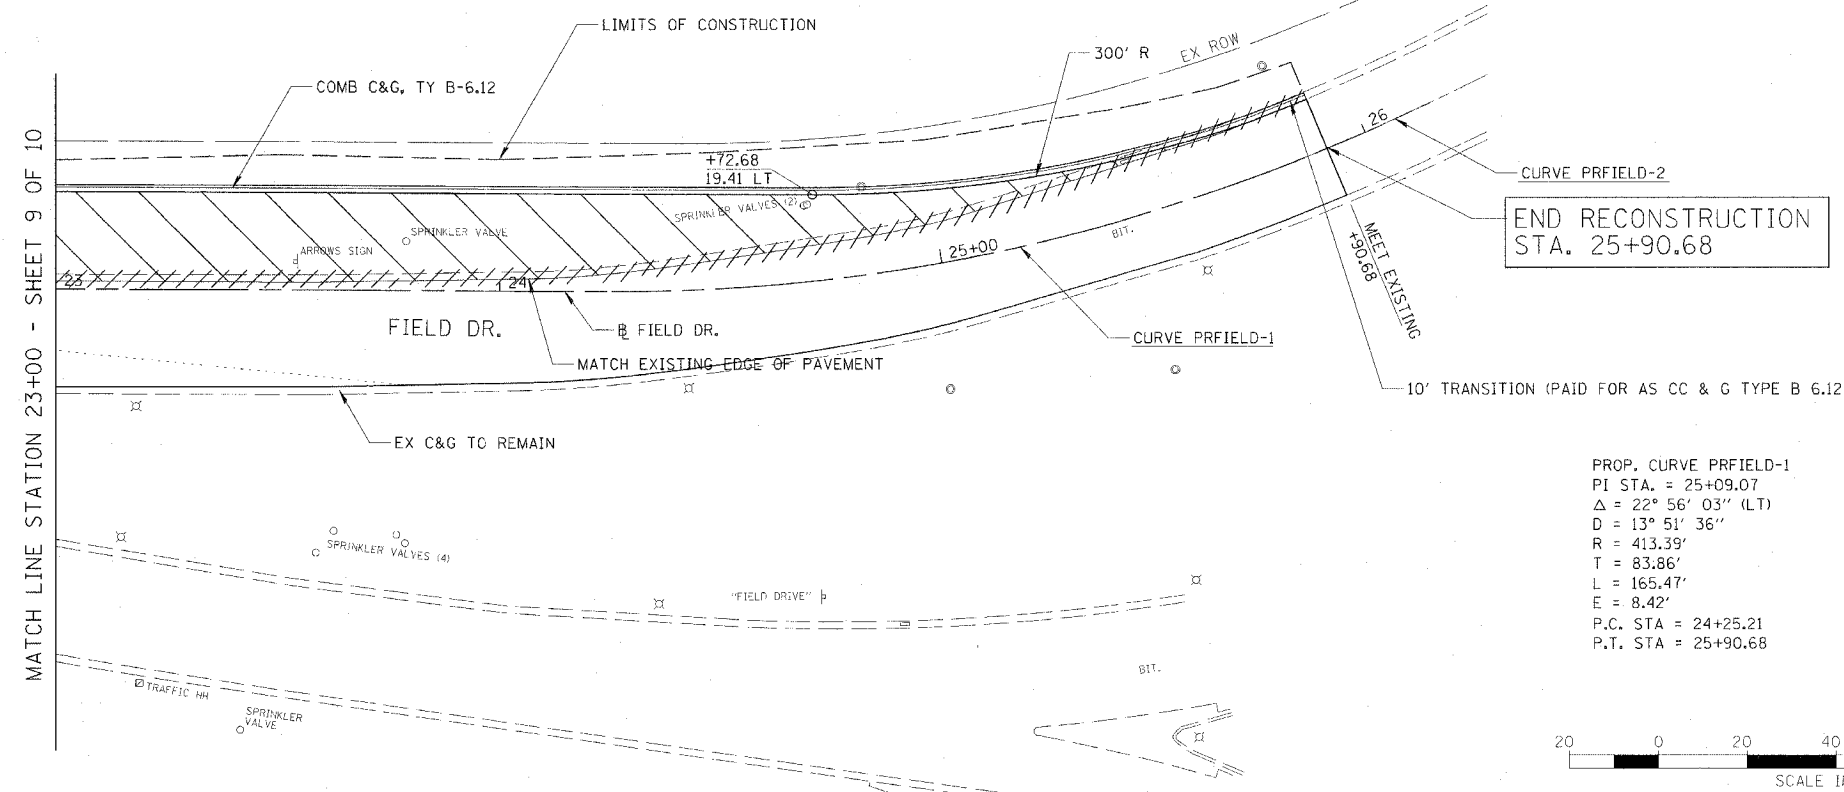 LIMITS OF CONSTRUCTION
300' R
EX ROW
COMB C&G, TY B-6.12
MATCH LINE STATION 23+00 - SHEET 9 OF 10
26
+72.68
19.41 LT
CURVE PRFIELD-2
SPRINKLER VALVES (2)
SPRINKLER VALVE
END RECONSTRUCTION
STA. 25+90.68
BIT.
ARROWS SIGN
25+00
MEET EXISTING
+90.68
23
24
FIELD DR.
℄ FIELD DR.
CURVE PRFIELD-1
MATCH EXISTING EDGE OF PAVEMENT
10' TRANSITION (PAID FOR AS CC & G TYPE B 6.12
EX C&G TO REMAIN
PROP. CURVE PRFIELD-1
PI STA. = 25+09.07
Δ = 22° 56' 03" (LT)
D = 13° 51' 36"
R = 413.39'
T = 83.86'
L = 165.47'
E = 8.42'
P.C. STA = 24+25.21
P.T. STA = 25+90.68
SPRINKLER VALVES (4)
"FIELD DRIVE"
BIT.
TRAFFIC HH
SPRINKLER
VALVE
20 0 20 40
SCALE